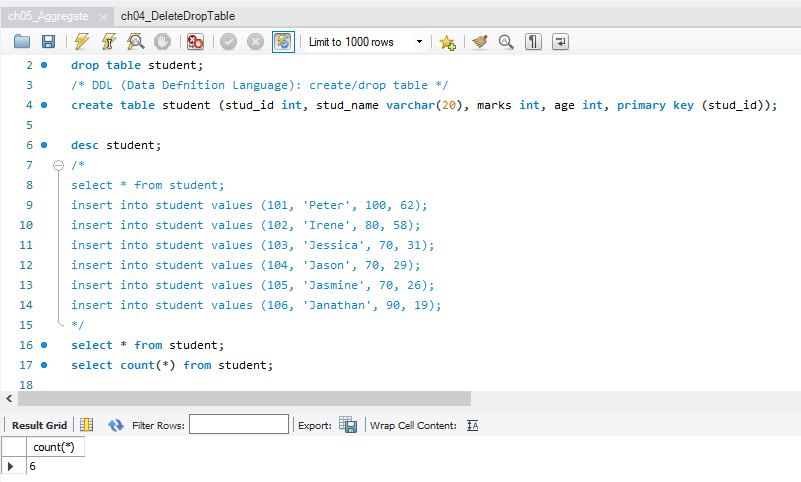 ch05_Aggregate × ch04_DeleteDropTable
Limit to 1000 rows
2 drop table student;
3 /* DDL (Data Defnition Language): create/drop table */
4 create table student (stud_id int, stud_name varchar(20), marks int, age int, primary key (stud_id));
5
6 desc student;
7 /*
8 select * from student;
9 insert into student values (101, 'Peter', 100, 62);
10 insert into student values (102, 'Irene', 80, 58);
11 insert into student values (103, 'Jessica', 70, 31);
12 insert into student values (104, 'Jason', 70, 29);
13 insert into student values (105, 'Jasmine', 70, 26);
14 insert into student values (106, 'Janathan', 90, 19);
15 */
16 select * from student;
17 select count(*) from student;
18
Result Grid Filter Rows: Export: Wrap Cell Content: IA
count(*)
6